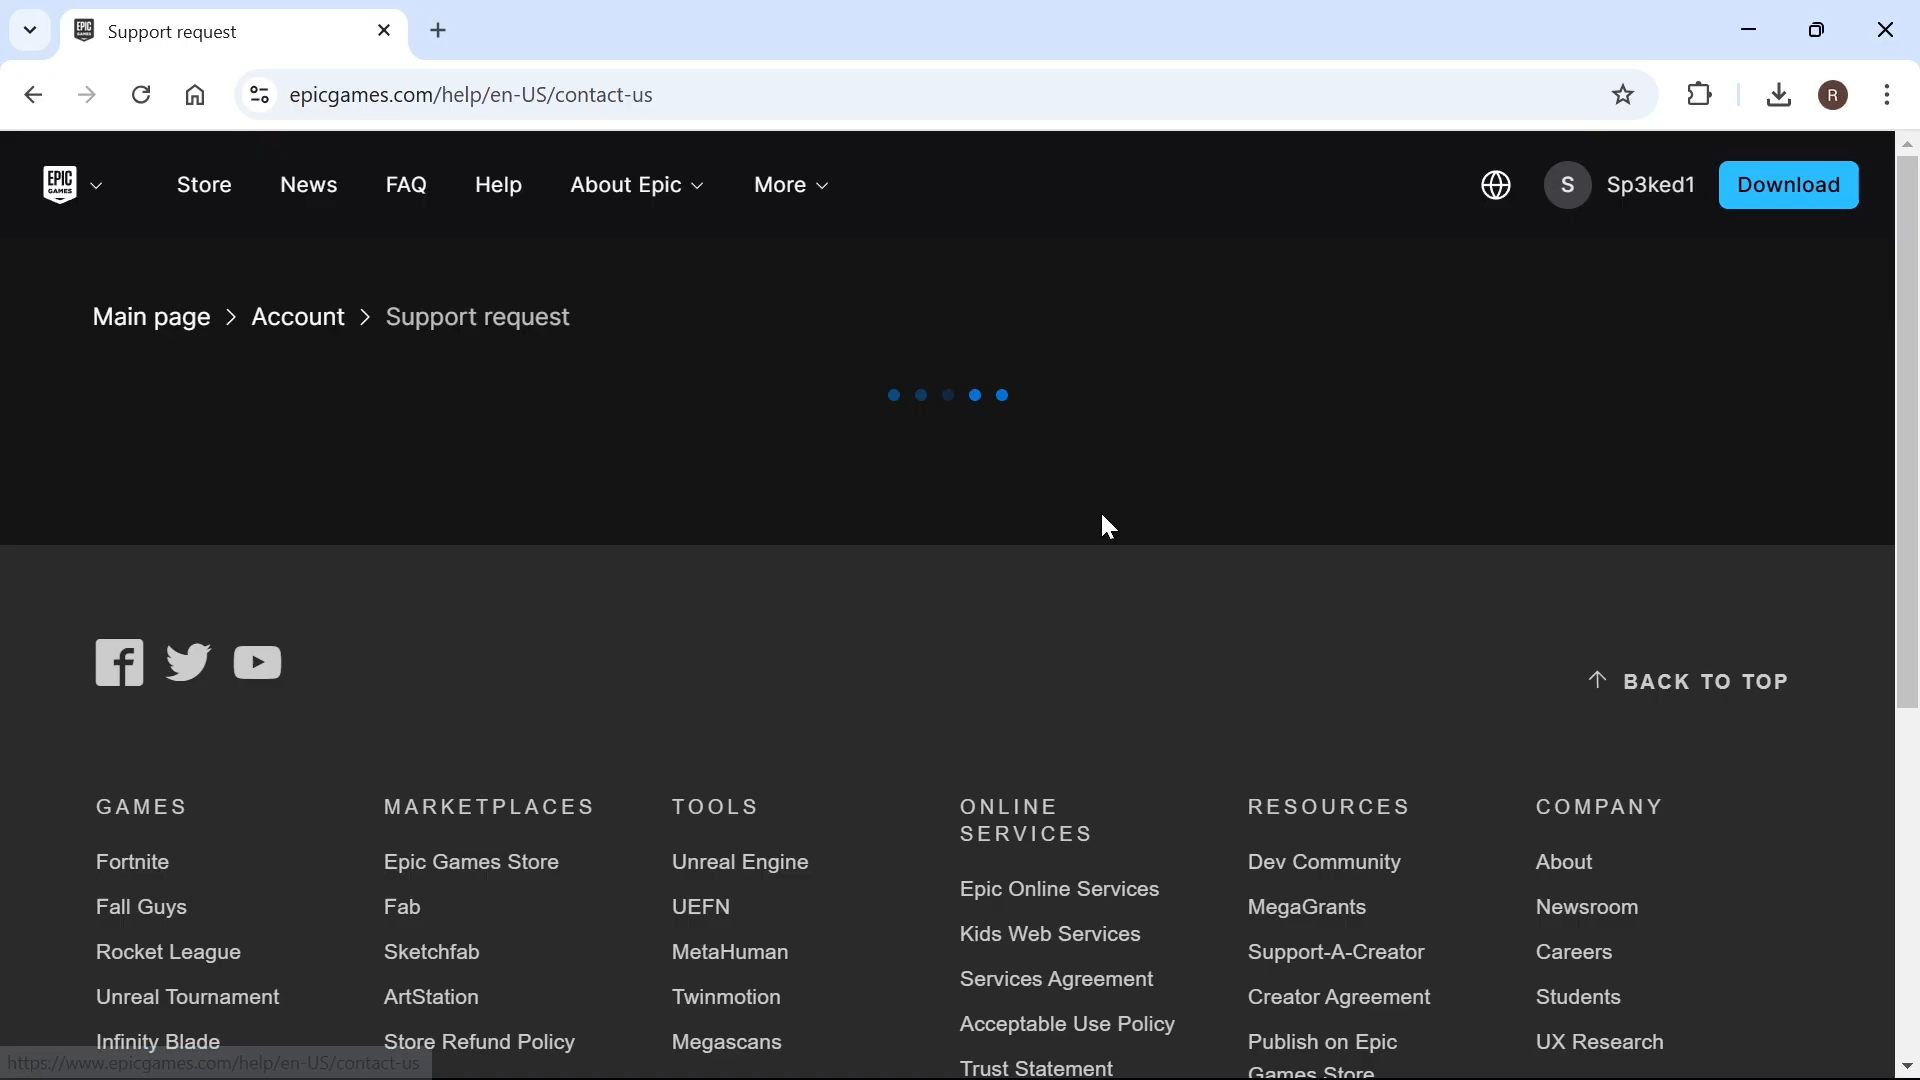 Support request
epicgames.com/help/en-US/contact-us
R
EPIC GAMES
Store
News
FAQ
Help
About Epic
More
S
Sp3ked1
Download
Main page > Account > Support request
BACK TO TOP
GAMES
Fortnite
Fall Guys
Rocket League
Unreal Tournament
Infinity Blade
MARKETPLACES
Epic Games Store
Fab
Sketchfab
ArtStation
Store Refund Policy
TOOLS
Unreal Engine
UEFN
MetaHuman
Twinmotion
Megascans
ONLINE
SERVICES
Epic Online Services
Kids Web Services
Services Agreement
Acceptable Use Policy
Trust Statement
RESOURCES
Dev Community
MegaGrants
Support-A-Creator
Creator Agreement
Publish on Epic
Games Store
COMPANY
About
Newsroom
Careers
Students
UX Research
https://www.epicgames.com/help/en-US/contact-us